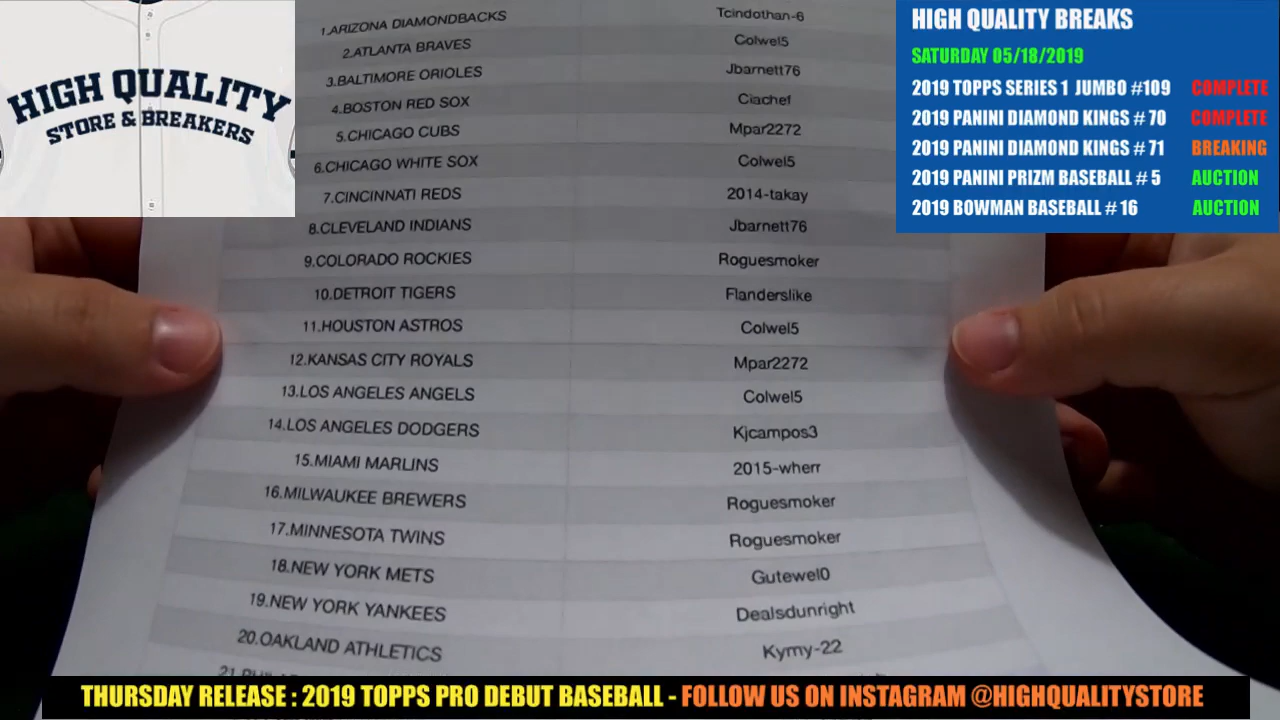 HIGH QUALITY
STORE & BREAKERS
HIGH QUALITY BREAKS
SATURDAY 05/18/2019
2019 TOPPS SERIES 1 JUMBO #109 COMPLETE
2019 PANINI DIAMOND KINGS # 70 COMPLETE
2019 PANINI DIAMOND KINGS # 71 BREAKING
2019 PANINI PRIZM BASEBALL # 5 AUCTION
2019 BOWMAN BASEBALL # 16 AUCTION
1.ARIZONA DIAMONDBACKS Tcindothan-6
2.ATLANTA BRAVES Colwel5
3.BALTIMORE ORIOLES Jbarnett76
4.BOSTON RED SOX Ciachef
5.CHICAGO CUBS Mpar2272
6.CHICAGO WHITE SOX Colwel5
7.CINCINNATI REDS 2014-takay
8.CLEVELAND INDIANS Jbarnett76
9.COLORADO ROCKIES Roguesmoker
10.DETROIT TIGERS Flanderslike
11.HOUSTON ASTROS Colwel5
12.KANSAS CITY ROYALS Mpar2272
13.LOS ANGELES ANGELS Colwel5
14.LOS ANGELES DODGERS Kjcampos3
15.MIAMI MARLINS 2015-wherr
16.MILWAUKEE BREWERS Roguesmoker
17.MINNESOTA TWINS Roguesmoker
18.NEW YORK METS Gutewel0
19.NEW YORK YANKEES Dealsdunright
20.OAKLAND ATHLETICS Kymy-22
THURSDAY RELEASE : 2019 TOPPS PRO DEBUT BASEBALL - FOLLOW US ON INSTAGRAM @HIGHQUALITYSTORE